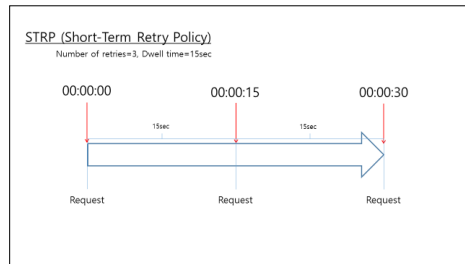 STRP (Short-Term Retry Policy)
Number of retries=3, Dwell time=15sec
00:00:00 00:00:15 00:00:30
15sec 15sec
Request Request Request